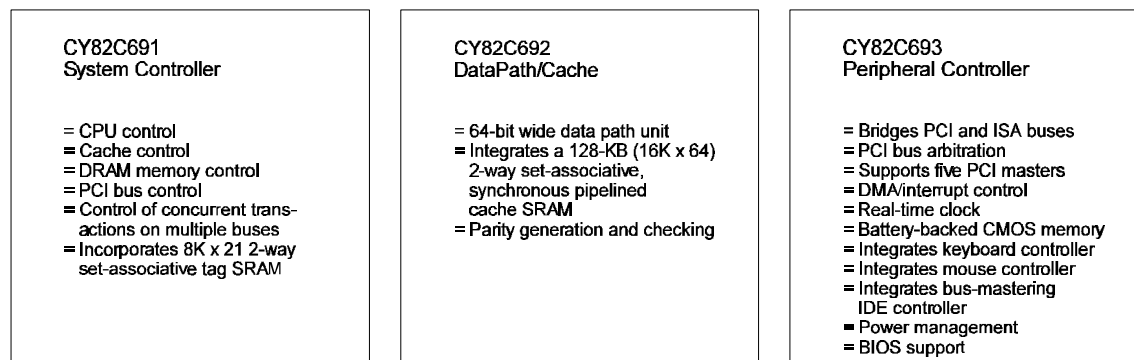 CY82C691
System Controller
= CPU control
= Cache control
= DRAM memory control
= PCI bus control
= Control of concurrent trans-
actions on multiple buses
= Incorporates 8K x 21 2-way
set-associative tag SRAM
CY82C692
DataPath/Cache
= 64-bit wide data path unit
= Integrates a 128-KB (16K x 64)
2-way set-associative,
synchronous pipelined
cache SRAM
= Parity generation and checking
CY82C693
Peripheral Controller
= Bridges PCI and ISA buses
= PCI bus arbitration
= Supports five PCI masters
= DMA/interrupt control
= Real-time clock
= Battery-backed CMOS memory
= Integrates keyboard controller
= Integrates mouse controller
= Integrates bus-mastering
IDE controller
= Power management
= BIOS support